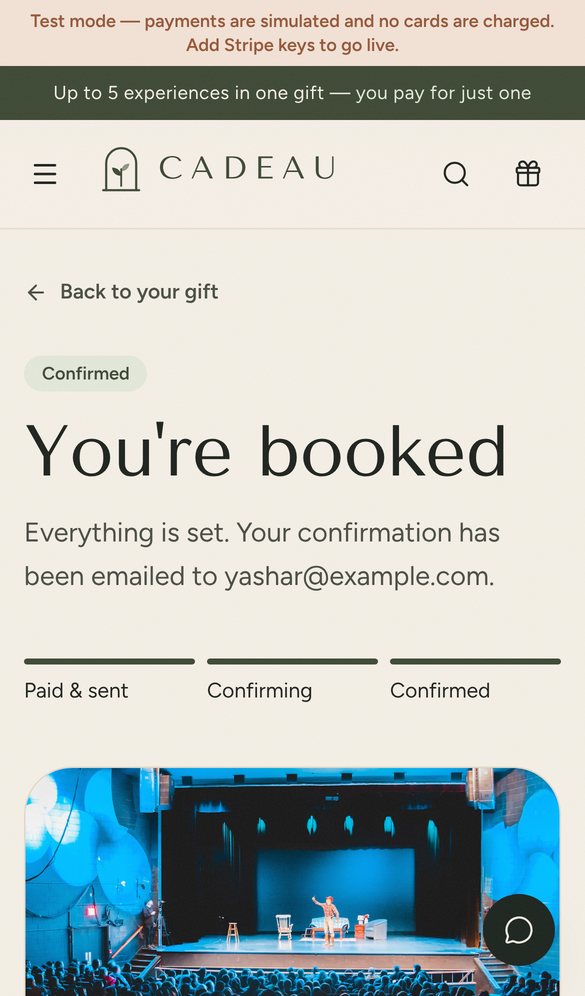 Test mode — payments are simulated and no cards are charged.
Add Stripe keys to go live.
Up to 5 experiences in one gift — you pay for just one
CADEAU
Back to your gift
Confirmed
You're booked
Everything is set. Your confirmation has
been emailed to yashar@example.com.
Paid & sent
Confirming
Confirmed